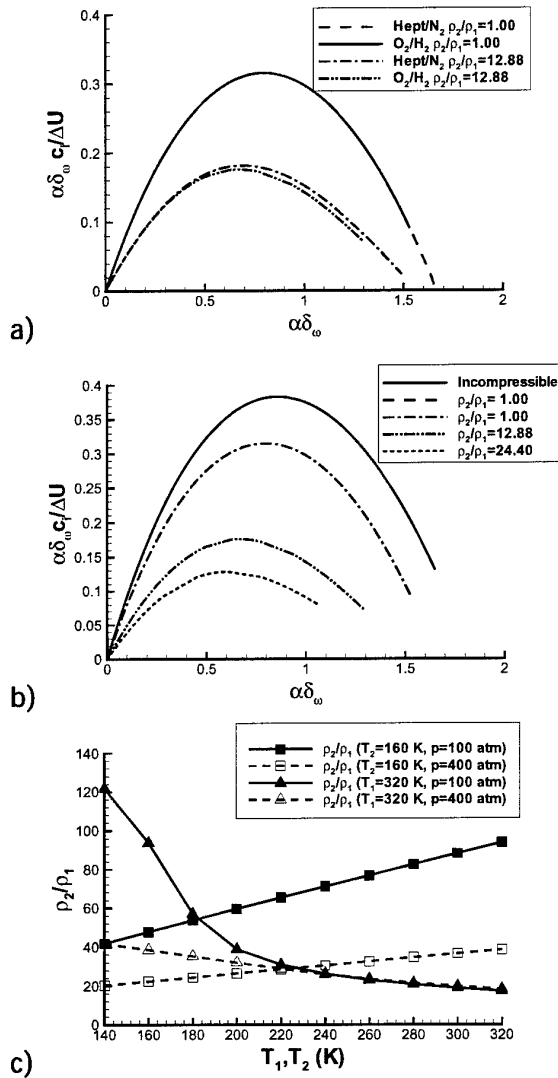 Hept/N₂ ρ₂/ρ₁=1.00
O₂/H₂ ρ₂/ρ₁=1.00
Hept/N₂ ρ₂/ρ₁=12.88
O₂/H₂ ρ₂/ρ₁=12.88
0.4
0.3
0.2
0.1
0
αδω cᵢ/ΔU
0
0.5
1
1.5
2
αδω
a)
Incompressible
ρ₂/ρ₁= 1.00
ρ₂/ρ₁= 1.00
ρ₂/ρ₁=12.88
ρ₂/ρ₁=24.40
0.4
0.35
0.3
0.25
0.2
0.15
0.1
0.05
0
αδω cᵢ/ΔU
0
0.5
1
1.5
2
αδω
b)
ρ₂/ρ₁ (T₂=160 K, p=100 atm)
ρ₂/ρ₁ (T₂=160 K, p=400 atm)
ρ₂/ρ₁ (T₁=320 K, p=100 atm)
ρ₂/ρ₁ (T₁=320 K, p=400 atm)
140
120
100
80
60
40
20
0
ρ₂/ρ₁
140 160 180 200 220 240 260 280 300 320
T₁,T₂ (K)
c)